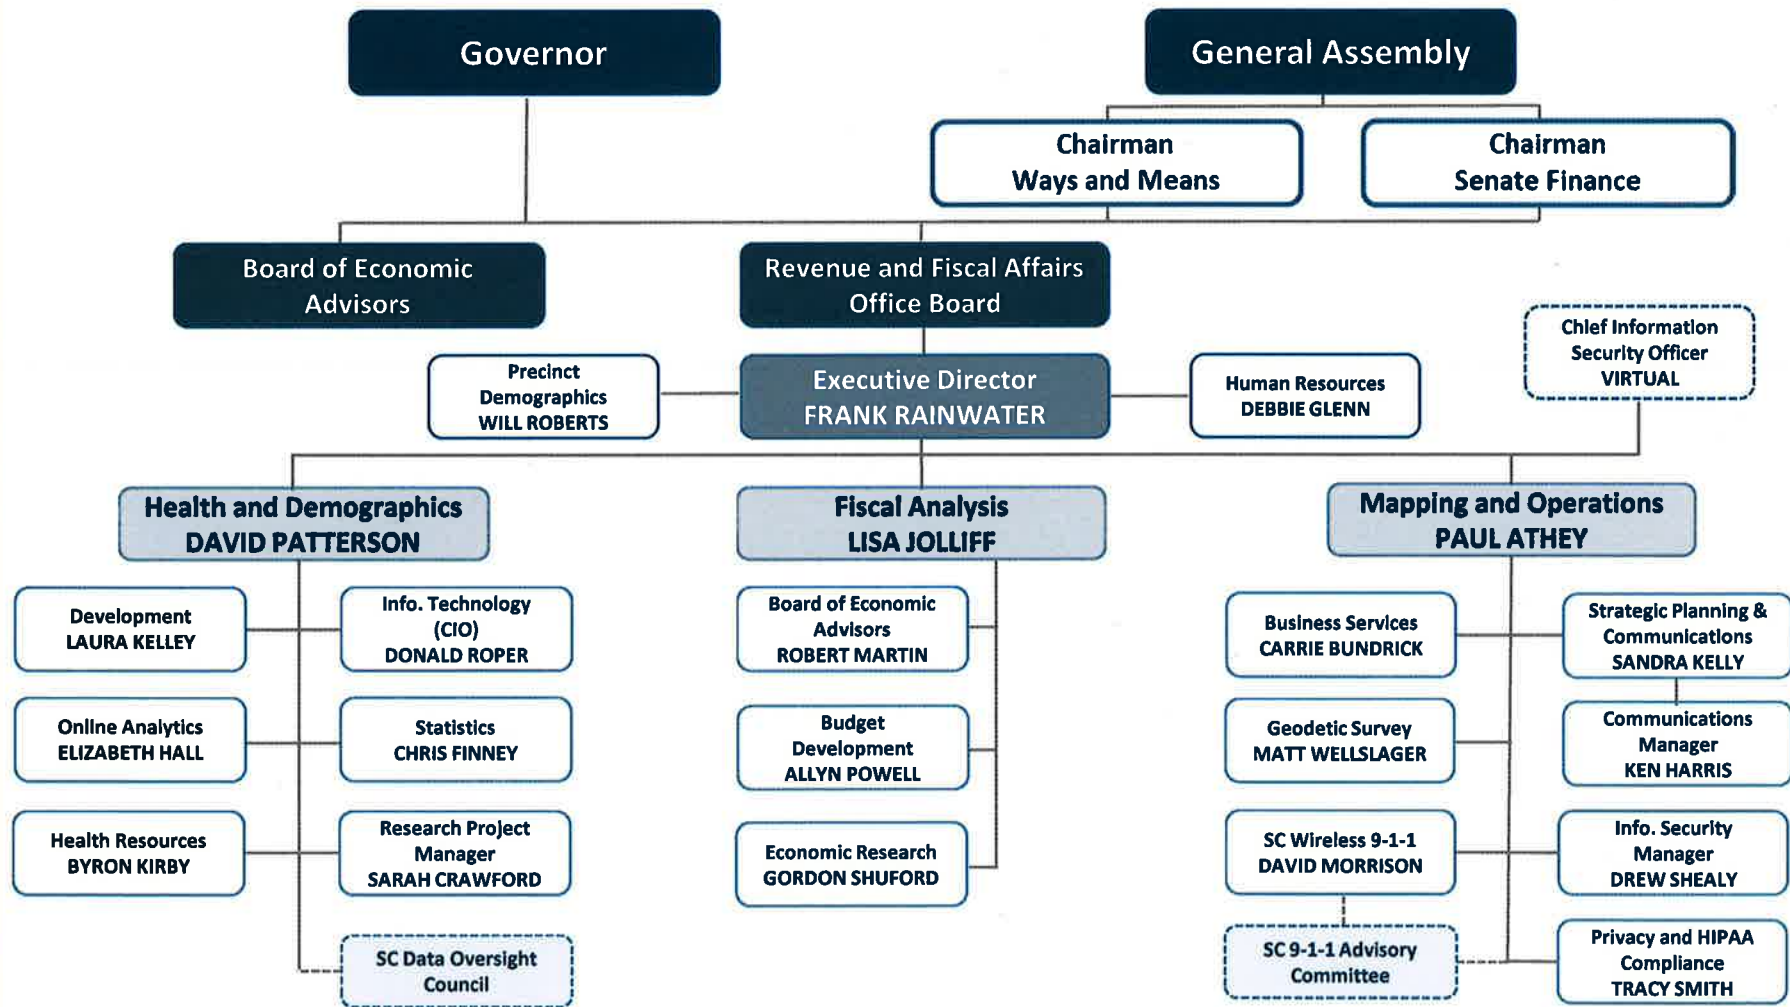 Governor
General Assembly
Chairman
Ways and Means
Chairman
Senate Finance
Board of Economic
Advisors
Revenue and Fiscal Affairs
Office Board
Chief Information
Security Officer
VIRTUAL
Precinct
Demographics
WILL ROBERTS
Executive Director
FRANK RAINWATER
Human Resources
DEBBIE GLENN
Health and Demographics
DAVID PATTERSON
Fiscal Analysis
LISA JOLLIFF
Mapping and Operations
PAUL ATHEY
Development
LAURA KELLEY
Info. Technology
(CIO)
DONALD ROPER
Online Analytics
ELIZABETH HALL
Statistics
CHRIS FINNEY
Health Resources
BYRON KIRBY
Research Project
Manager
SARAH CRAWFORD
SC Data Oversight
Council
Board of Economic
Advisors
ROBERT MARTIN
Budget
Development
ALLYN POWELL
Economic Research
GORDON SHUFORD
Business Services
CARRIE BUNDRICK
Strategic Planning &
Communications
SANDRA KELLY
Geodetic Survey
MATT WELLSLAGER
Communications
Manager
KEN HARRIS
SC Wireless 9-1-1
DAVID MORRISON
Info. Security
Manager
DREW SHEALY
SC 9-1-1 Advisory
Committee
Privacy and HIPAA
Compliance
TRACY SMITH